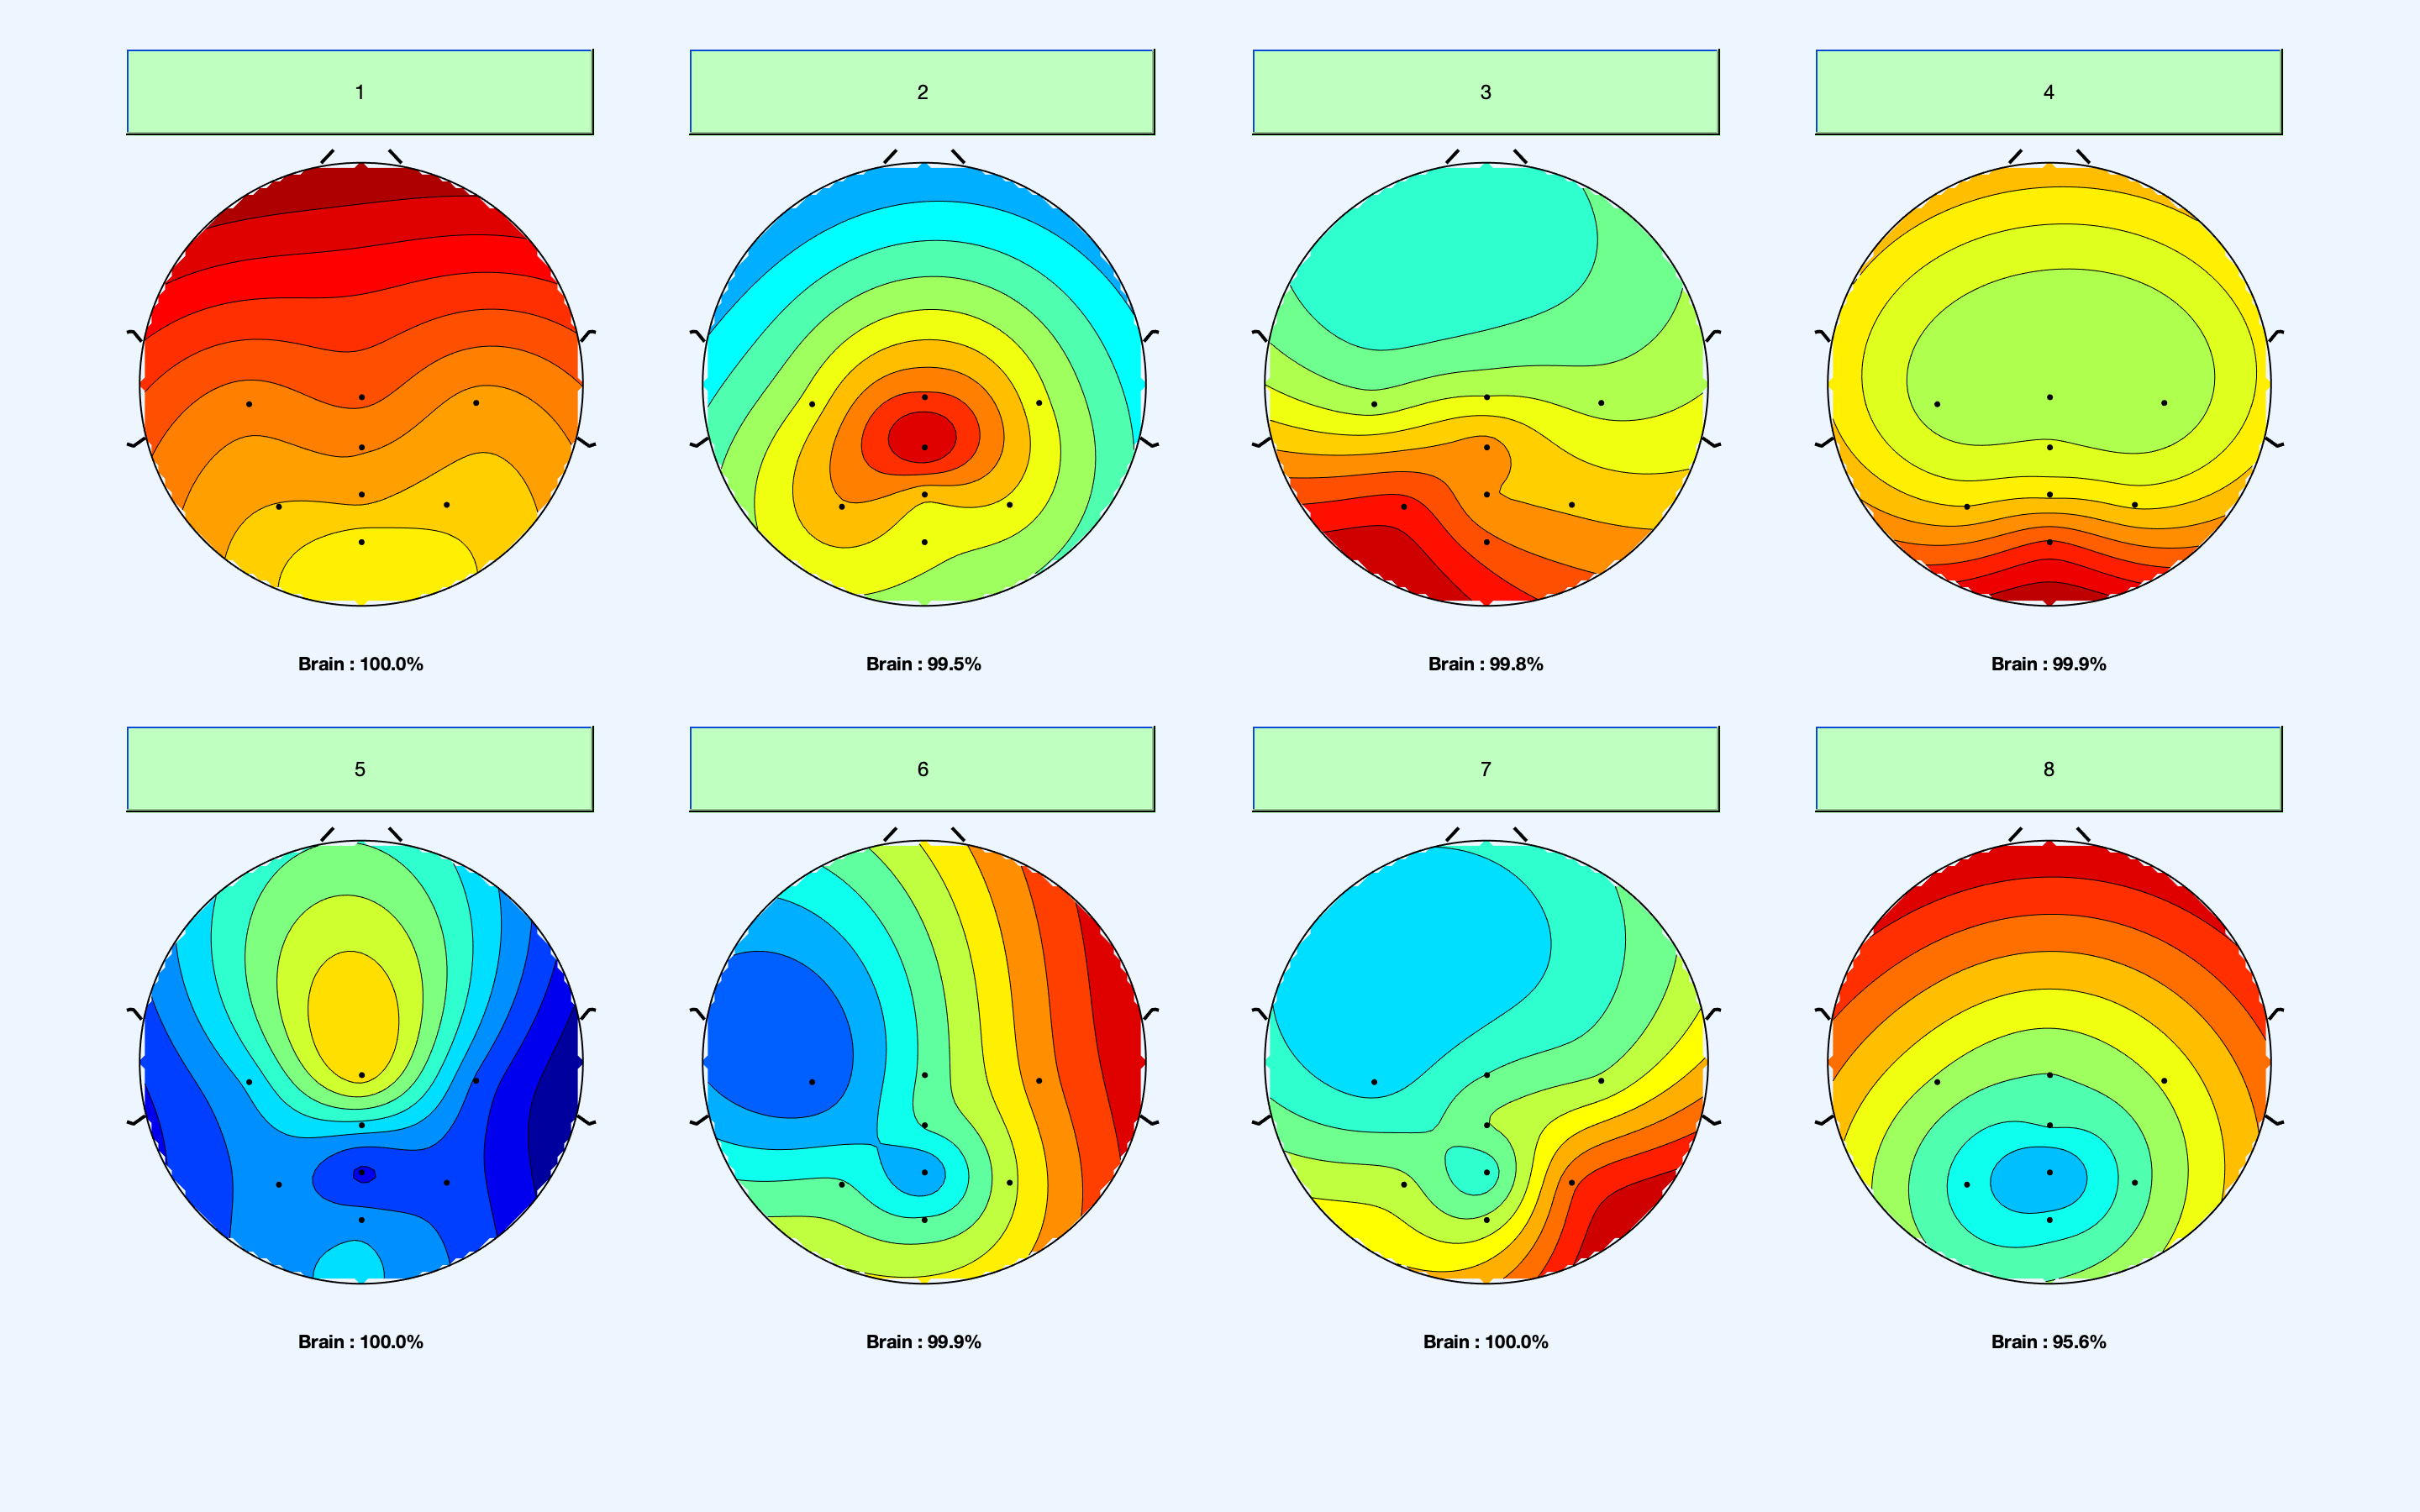 1
2
3
4
Brain : 100.0%
Brain : 99.5%
Brain : 99.8%
Brain : 99.9%
5
6
7
8
Brain : 100.0%
Brain : 99.9%
Brain : 100.0%
Brain : 95.6%